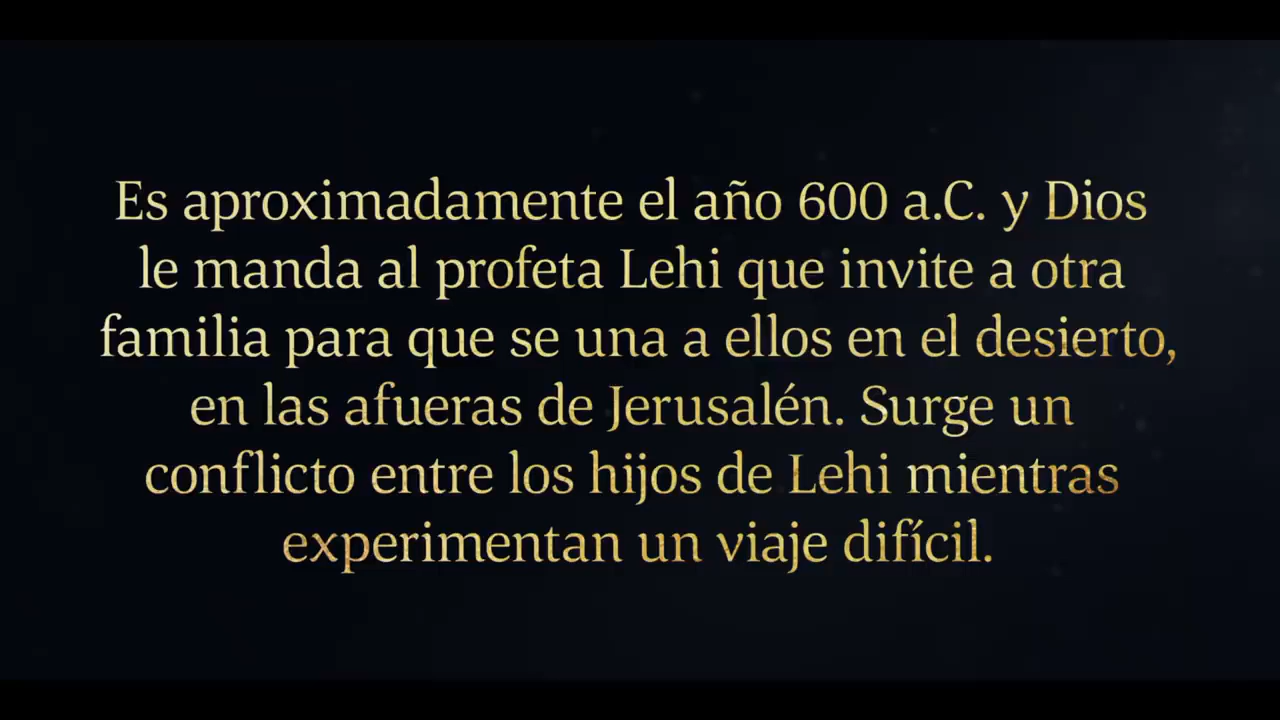 Es aproximadamente el año 600 a.C. y Dios
le manda al profeta Lehi que invite a otra
familia para que se una a ellos en el desierto,
en las afueras de Jerusalén. Surge un
conflicto entre los hijos de Lehi mientras
experimentan un viaje difícil.